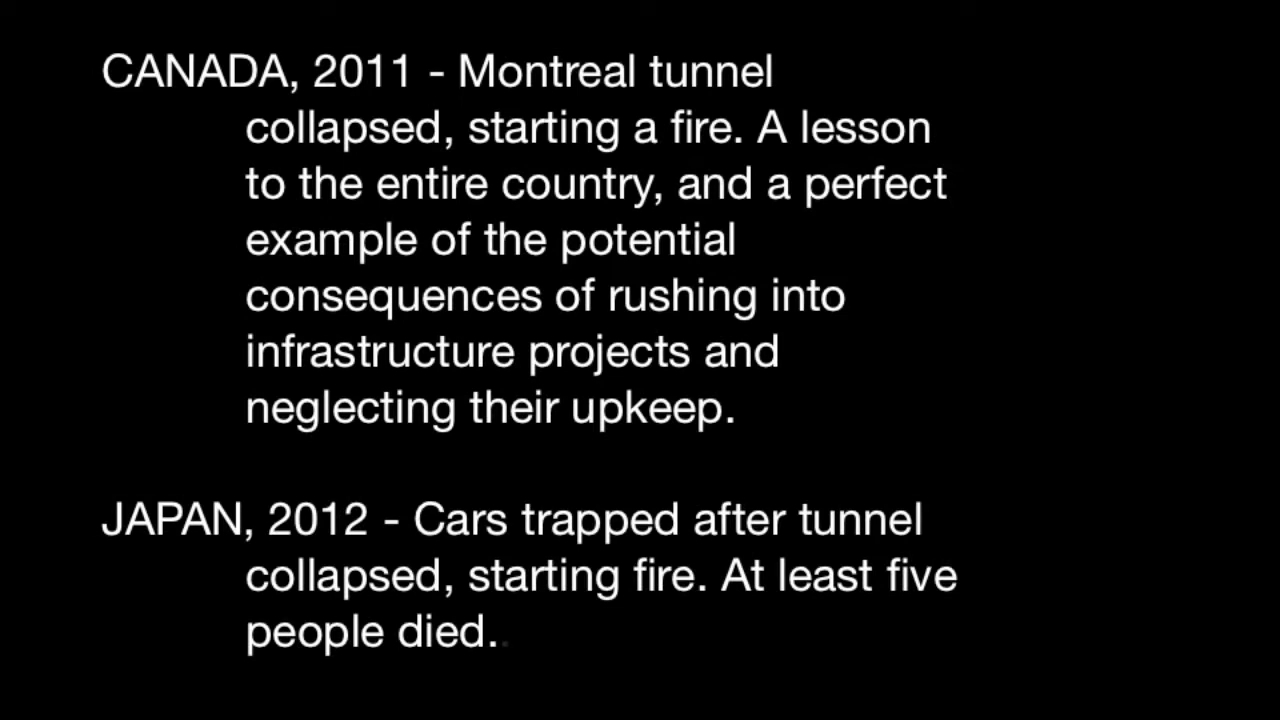 CANADA, 2011 - Montreal tunnel
collapsed, starting a fire. A lesson
to the entire country, and a perfect
example of the potential
consequences of rushing into
infrastructure projects and
neglecting their upkeep.
JAPAN, 2012 - Cars trapped after tunnel
collapsed, starting fire. At least five
people died..